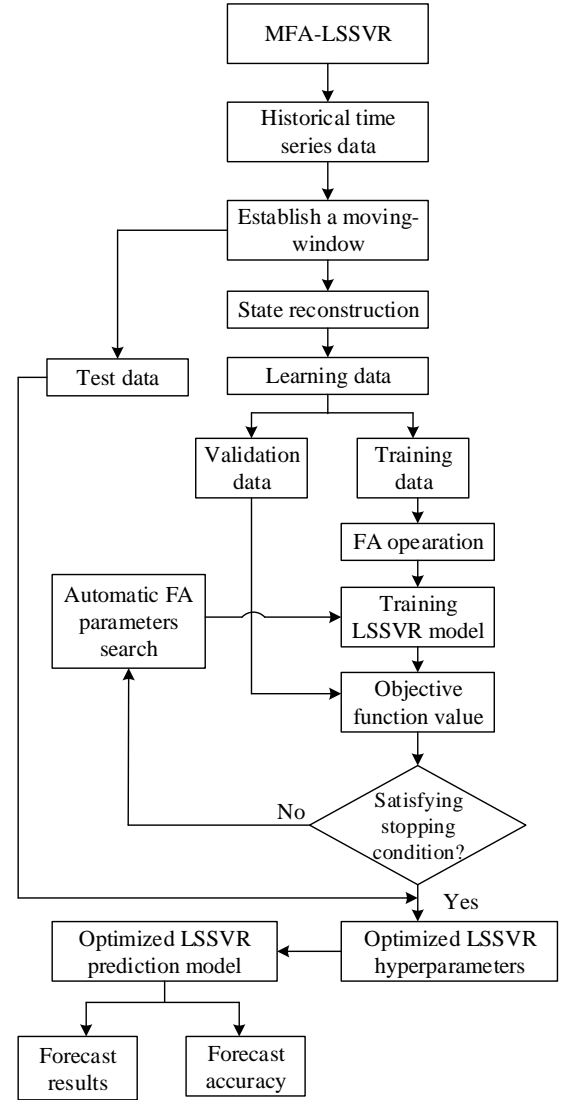 MFA-LSSVR
Historical time
series data
Establish a moving-
window
State reconstruction
Test data
Learning data
Validation
data
Training
data
FA opearation
Automatic FA
parameters
search
Training
LSSVR model
Objective
function value
No
Satisfying
stopping
condition?
Yes
Optimized LSSVR
prediction model
Optimized LSSVR
hyperparameters
Forecast
results
Forecast
accuracy